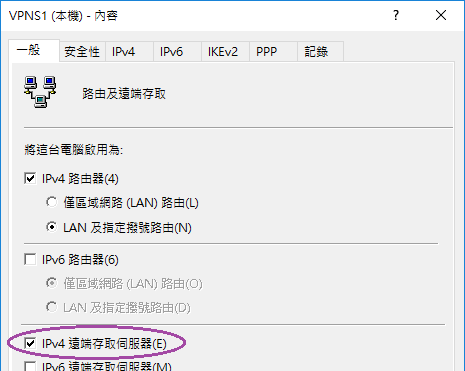 VPNS1 (本機) - 內容
一般 安全性 IPv4 IPv6 IKEv2 PPP 記錄
路由及遠端存取
將這台電腦啟用為:
IPv4 路由器(4)
僅區域網路 (LAN) 路由(L)
LAN 及指定撥號路由(N)
IPv6 路由器(6)
僅區域網路 (LAN) 路由(O)
LAN 及指定撥號路由(D)
IPv4 遠端存取伺服器(E)
IPv6 遠端存取伺服器(M)